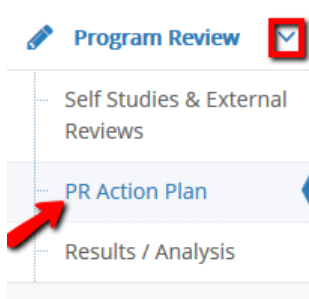 Program Review
Self Studies & External
Reviews
PR Action Plan
Results / Analysis